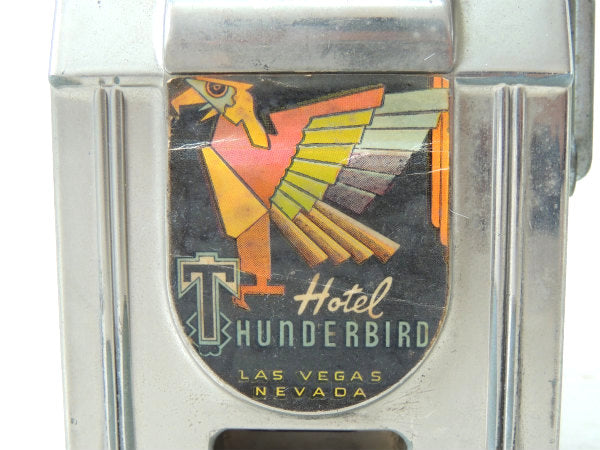 Hotel
THUNDERBIRD
LAS VEGAS
NEVADA